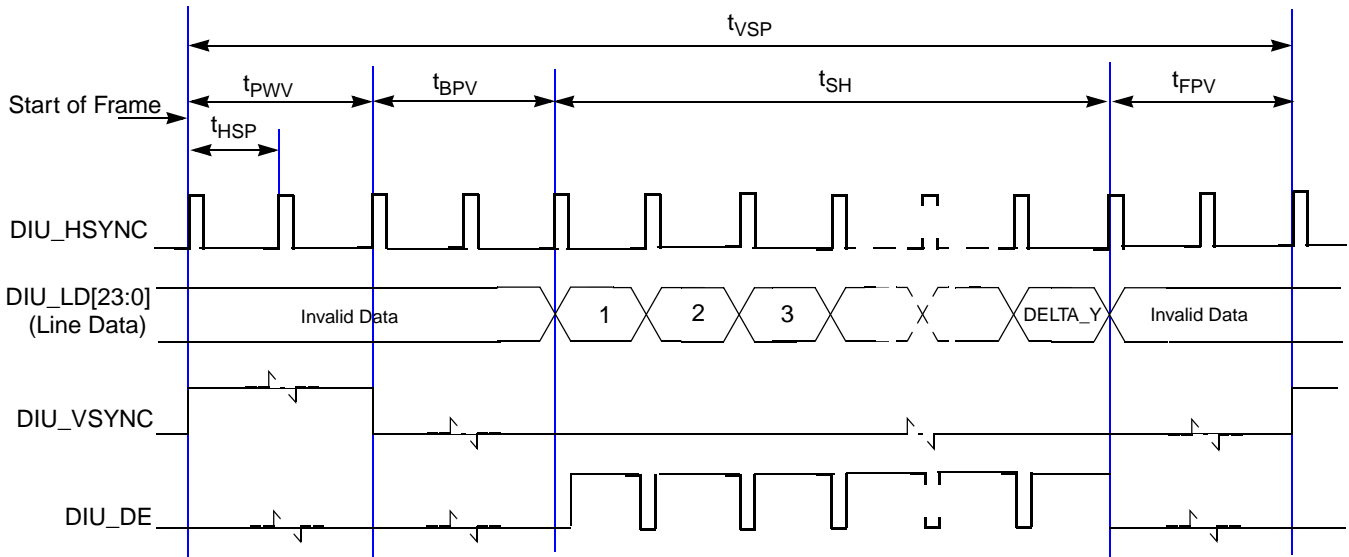 tVSP
tPWV tBPV tSH tFPV
Start of Frame
tHSP
DIU_HSYNC
DIU_LD[23:0]
(Line Data)
Invalid Data 1 2 3 DELTA_Y Invalid Data
DIU_VSYNC
DIU_DE